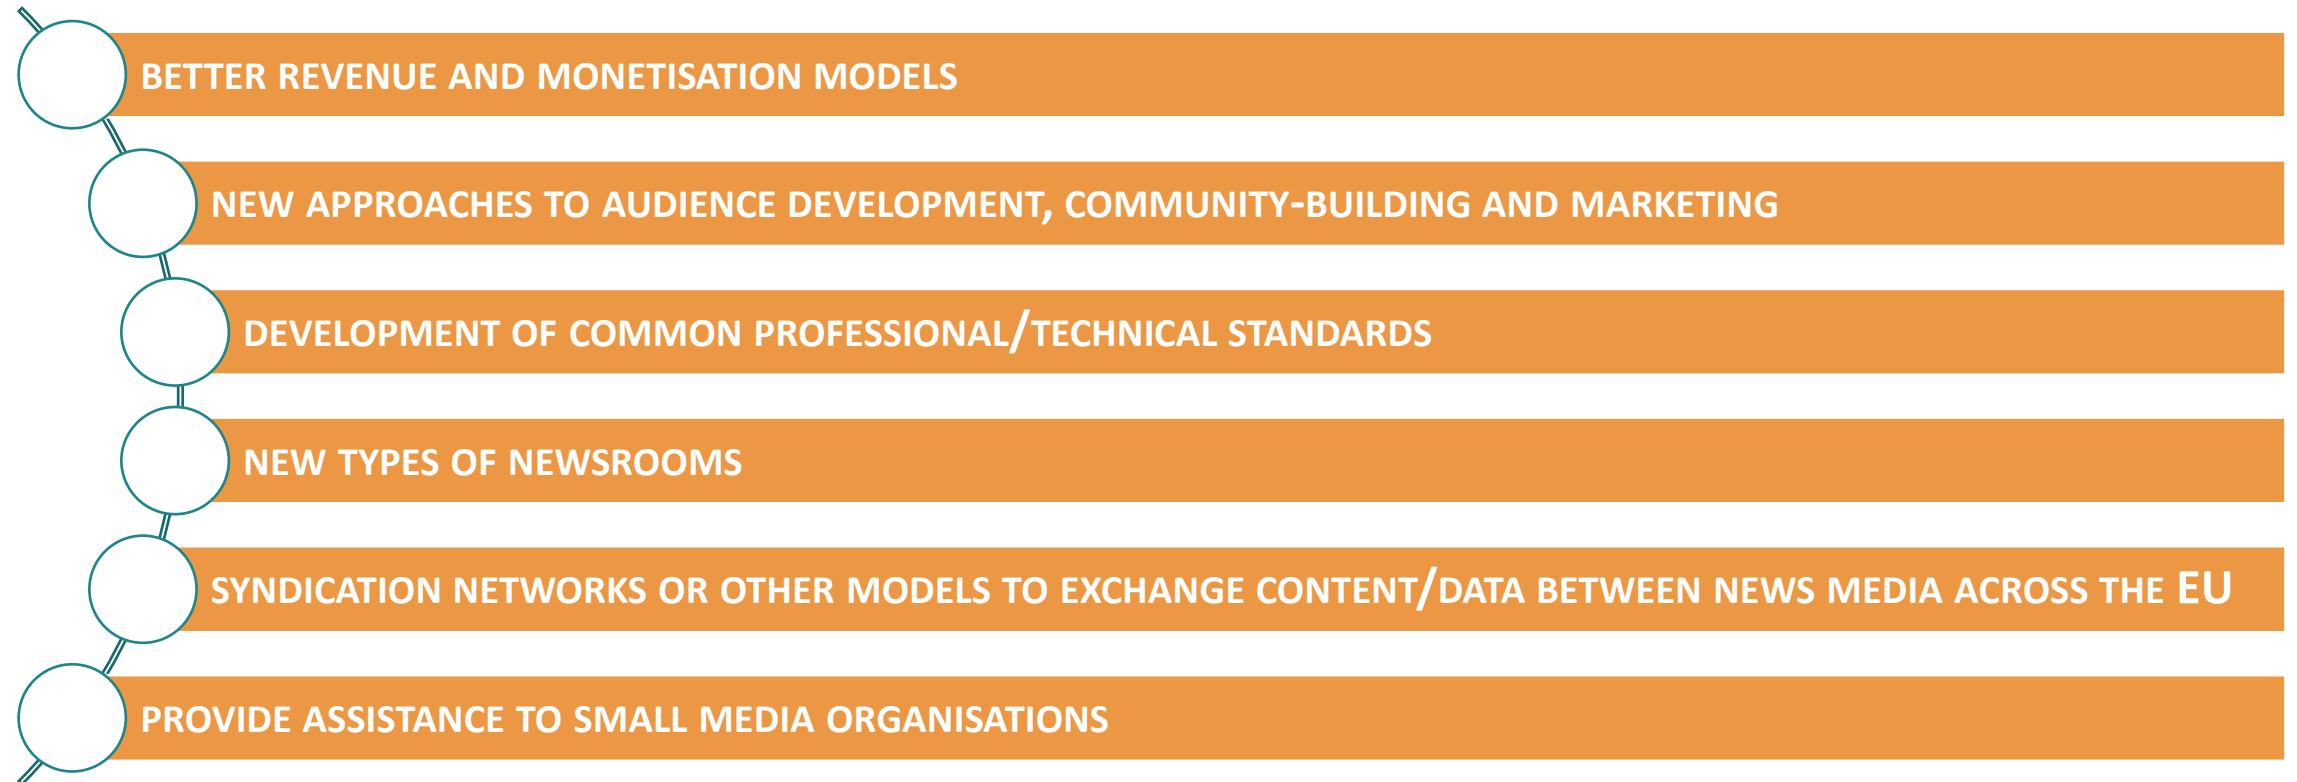 BETTER REVENUE AND MONETISATION MODELS
NEW APPROACHES TO AUDIENCE DEVELOPMENT, COMMUNITY-BUILDING AND MARKETING
DEVELOPMENT OF COMMON PROFESSIONAL/TECHNICAL STANDARDS
NEW TYPES OF NEWSROOMS
SYNDICATION NETWORKS OR OTHER MODELS TO EXCHANGE CONTENT/DATA BETWEEN NEWS MEDIA ACROSS THE EU
PROVIDE ASSISTANCE TO SMALL MEDIA ORGANISATIONS